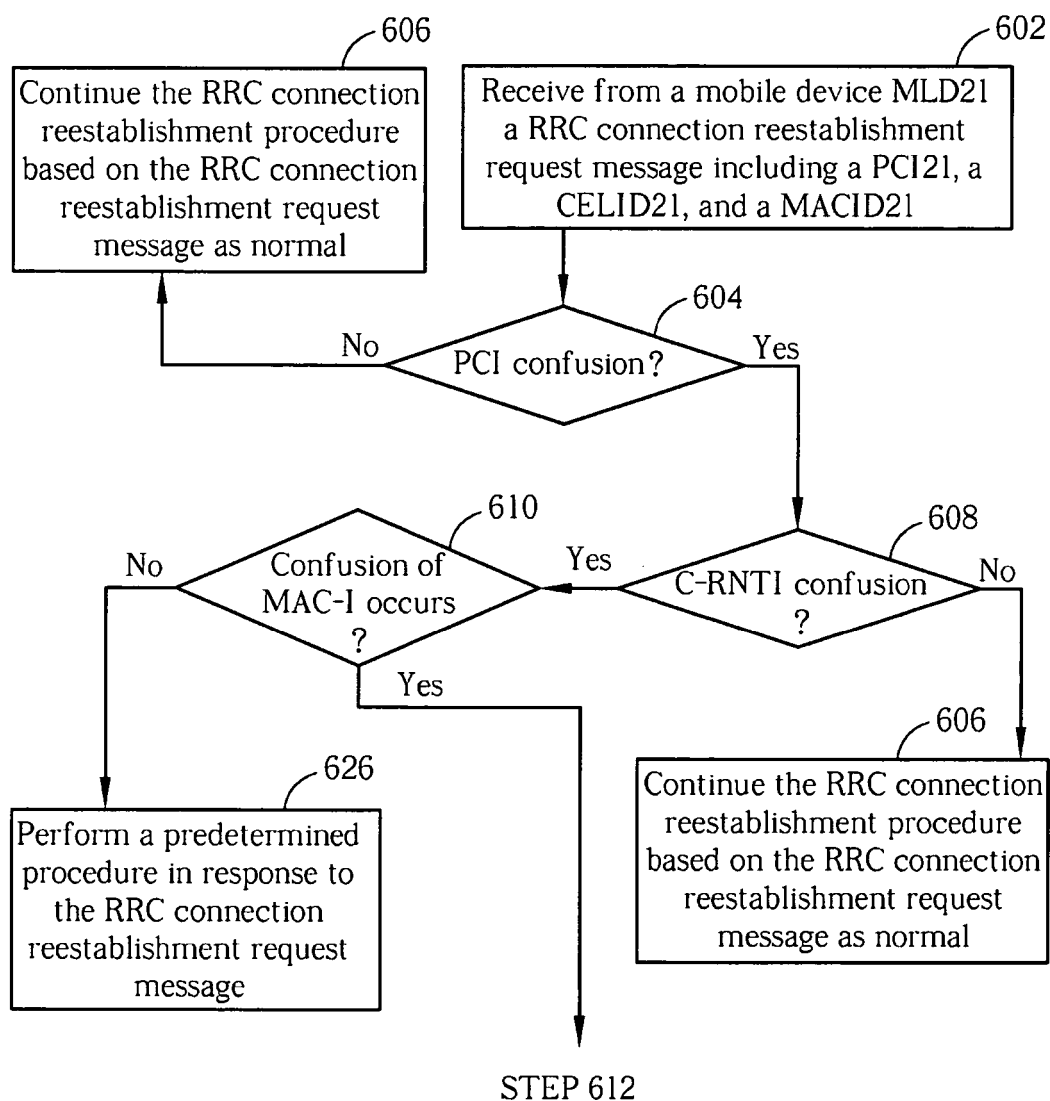 606
Continue the RRC connection
reestablishment procedure
based on the RRC connection
reestablishment request
message as normal
602
Receive from a mobile device MLD21
a RRC connection reestablishment
request message including a PCI21, a
CELID21, and a MACID21
604
No
PCI confusion?
Yes
610
No
Confusion of
MAC-I occurs
?
Yes
608
Yes
C-RNTI confusion
?
No
626
Perform a predetermined
procedure in response to
the RRC connection
reestablishment request
message
606
Continue the RRC connection
reestablishment procedure
based on the RRC connection
reestablishment request
message as normal
STEP 612